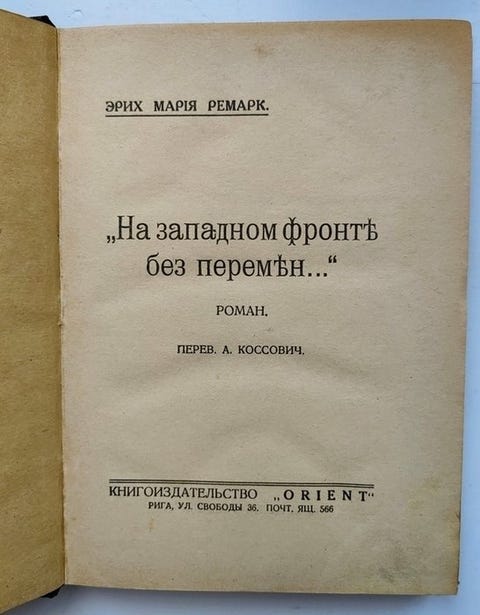 ЭРИХ МАРІЯ РЕМАРК.
„На западном фронтѣ
без перемѣн...“
РОМАН.
ПЕРЕВ. А. КОССОВИЧ.
КНИГОИЗДАТЕЛЬСТВО „ORIENT“
РИГА, УЛ. СВОБОДЫ 36. ПОЧТ. ЯЩ. 566